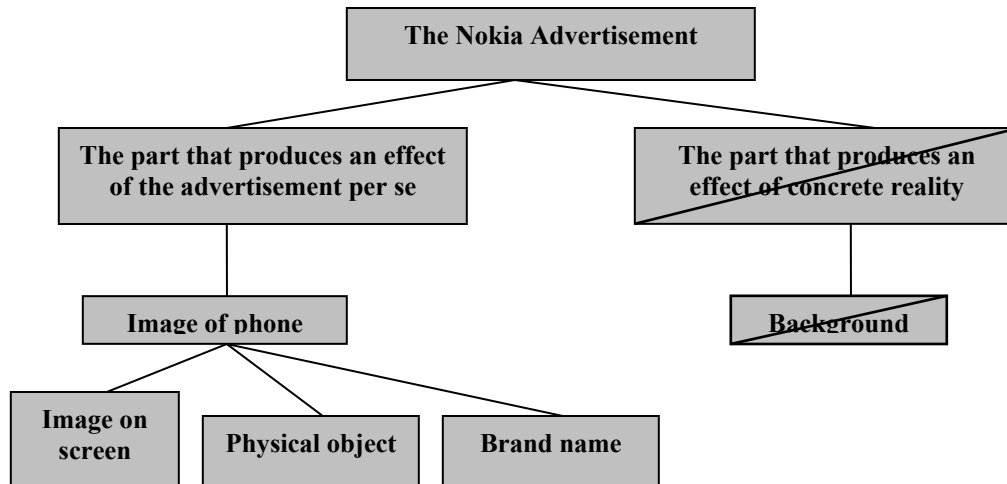 The Nokia Advertisement
The part that produces an effect
of the advertisement per se
The part that produces an
effect of concrete reality
Image of phone
Background
Image on
screen
Physical object
Brand name